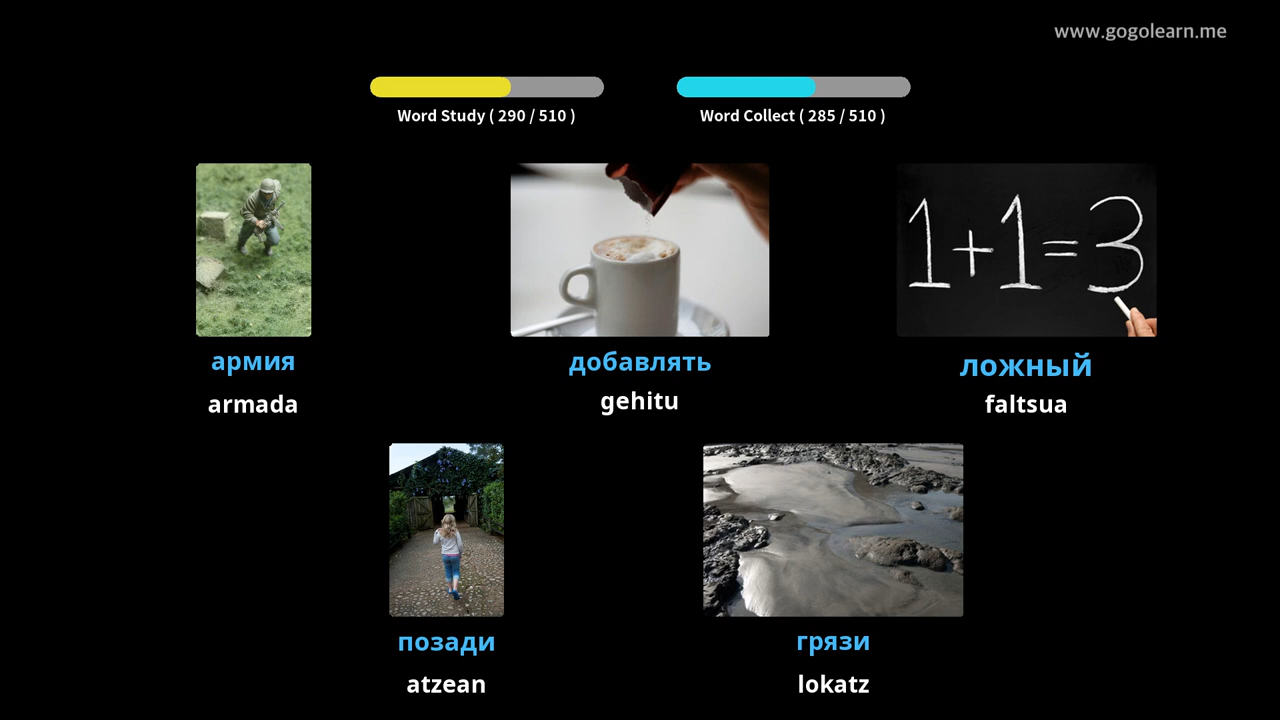 www.gogolearn.me
Word Study ( 290 / 510 )
Word Collect ( 285 / 510 )
1+1=3
армия
armada
добавлять
gehitu
ложный
faltsua
позади
atzean
грязи
lokatz